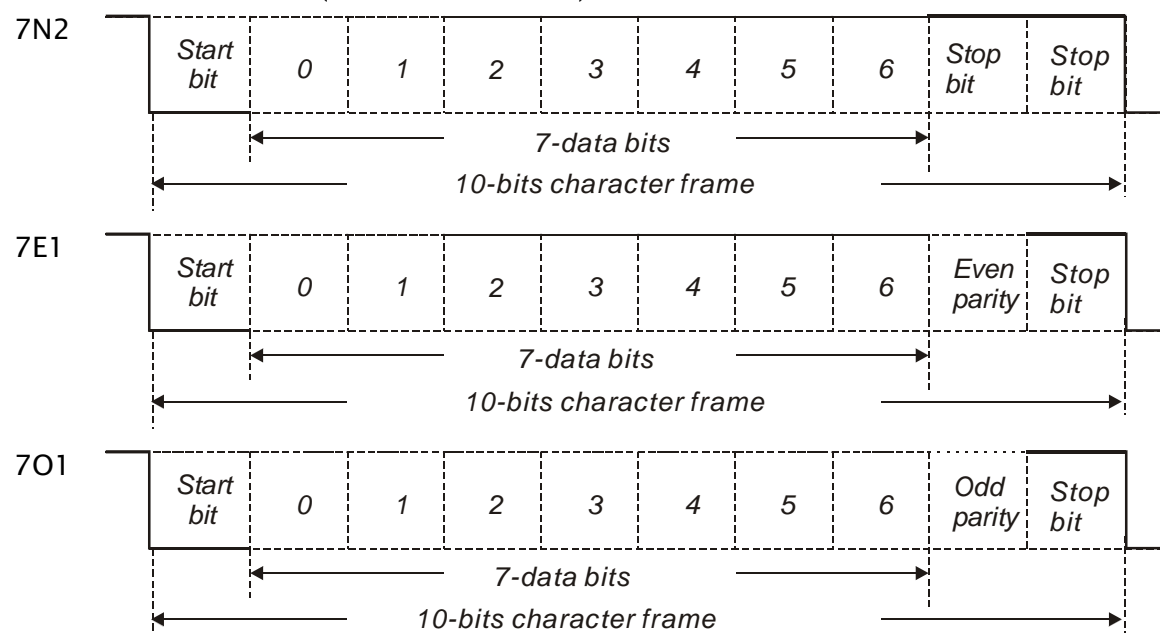 7N2
Start bit 0 1 2 3 4 5 6 Stop bit Stop bit
7-data bits
10-bits character frame
7E1
Start bit 0 1 2 3 4 5 6 Even parity Stop bit
7-data bits
10-bits character frame
7O1
Start bit 0 1 2 3 4 5 6 Odd parity Stop bit
7-data bits
10-bits character frame